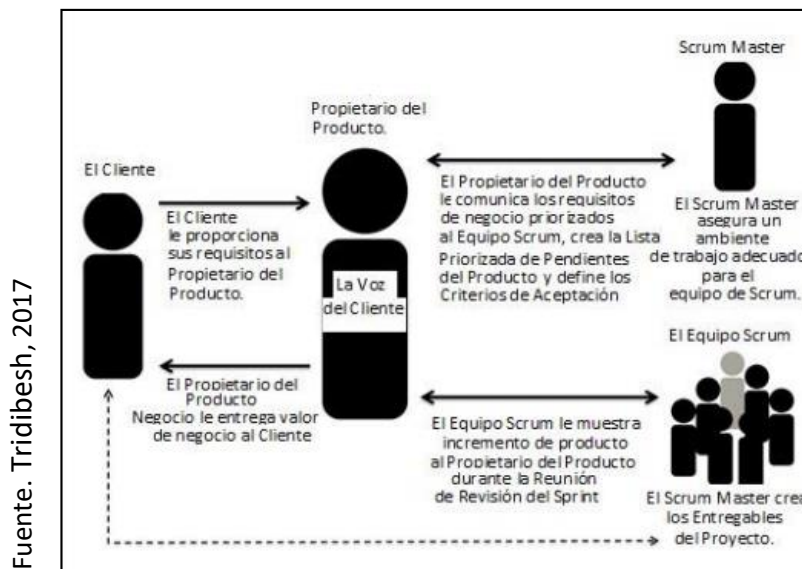 Scrum Master
Propietario del
Producto.
El Cliente
El Cliente
le proporciona
sus requisitos al
Propietario del
Producto.
La Voz
del Cliente
El Propietario del Producto
le comunica los requisitos
de negocio priorizados
al Equipo Scrum, crea la Lista
Priorizada de Pendientes
del Producto y define los
Criterios de Aceptación
El Scrum Master
asegura un
ambiente
de trabajo adecuado
para el
equipo de Scrum.
El Propietario del
Producto
Negocio le entrega valor
de negocio al Cliente
El Equipo Scrum le muestra
incremento de producto
al Propietario del Producto
durante la Reunión
de Revisión del Sprint
El Equipo Scrum
El Scrum Master crea
los Entregables
del Proyecto.
Fuente. Tridibesh, 2017